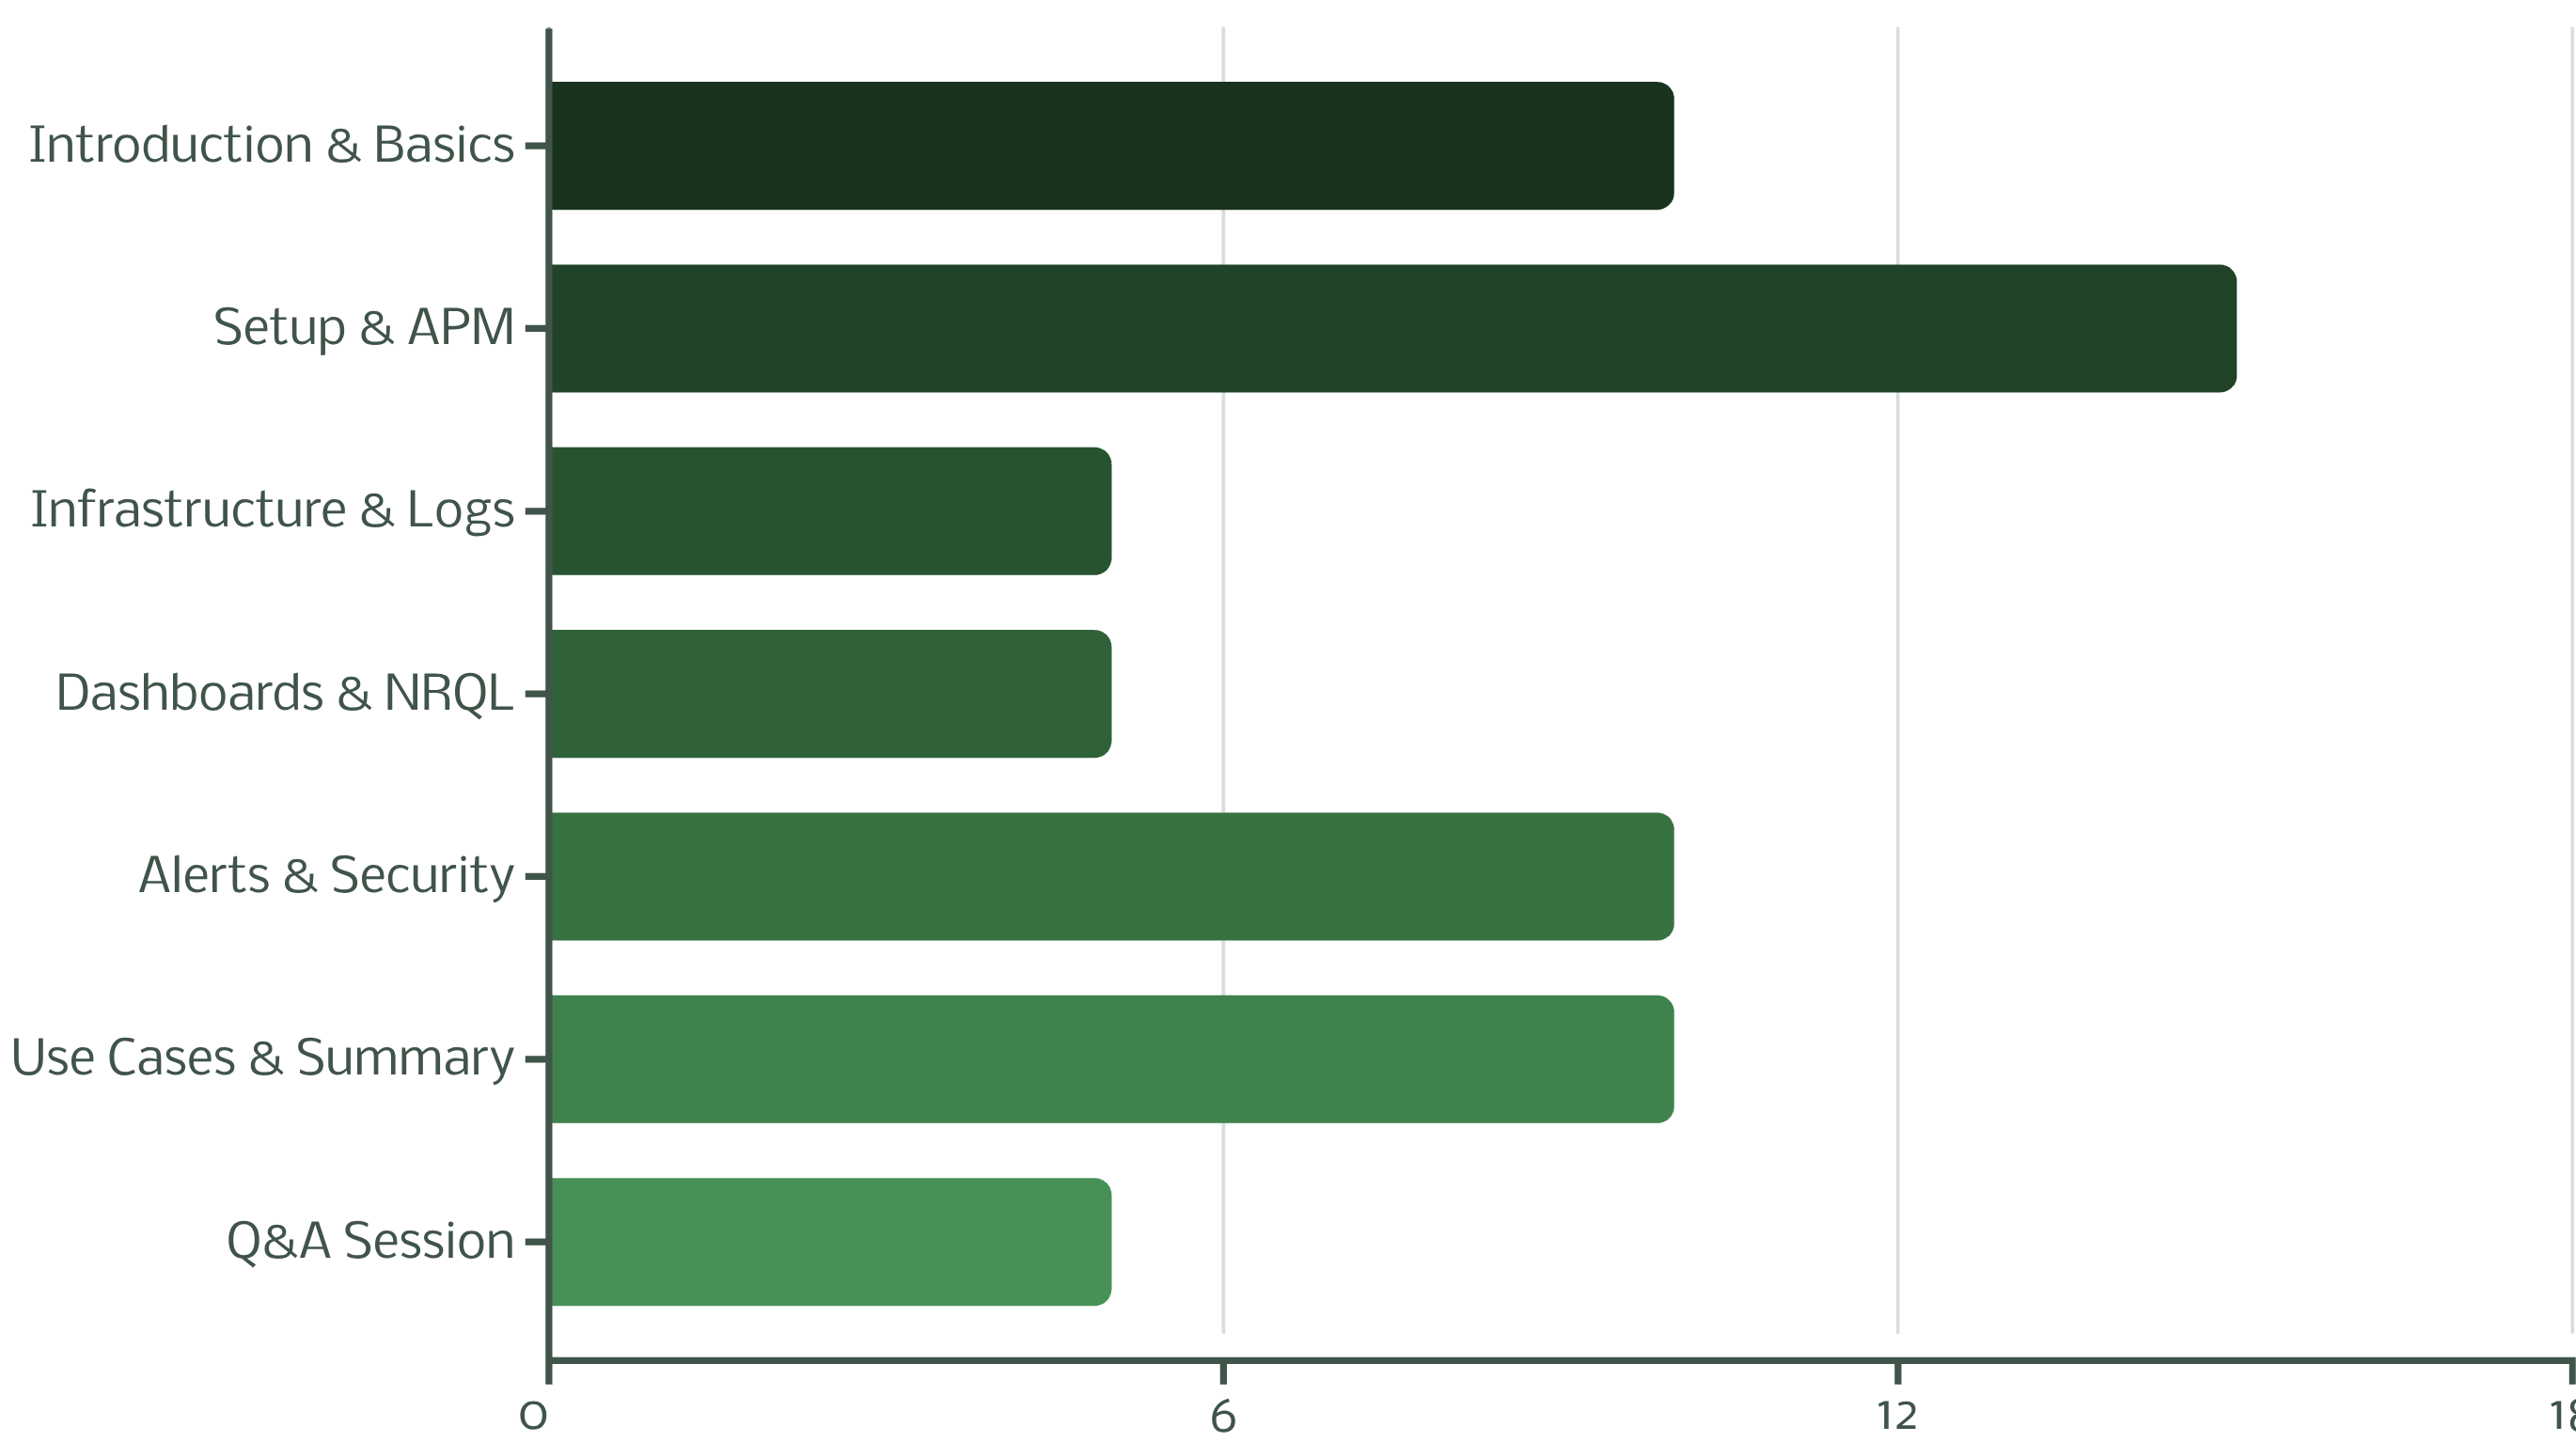 Introduction & Basics
Setup & APM
Infrastructure & Logs
Dashboards & NRQL
Alerts & Security
Use Cases & Summary
Q&A Session
0 6 12